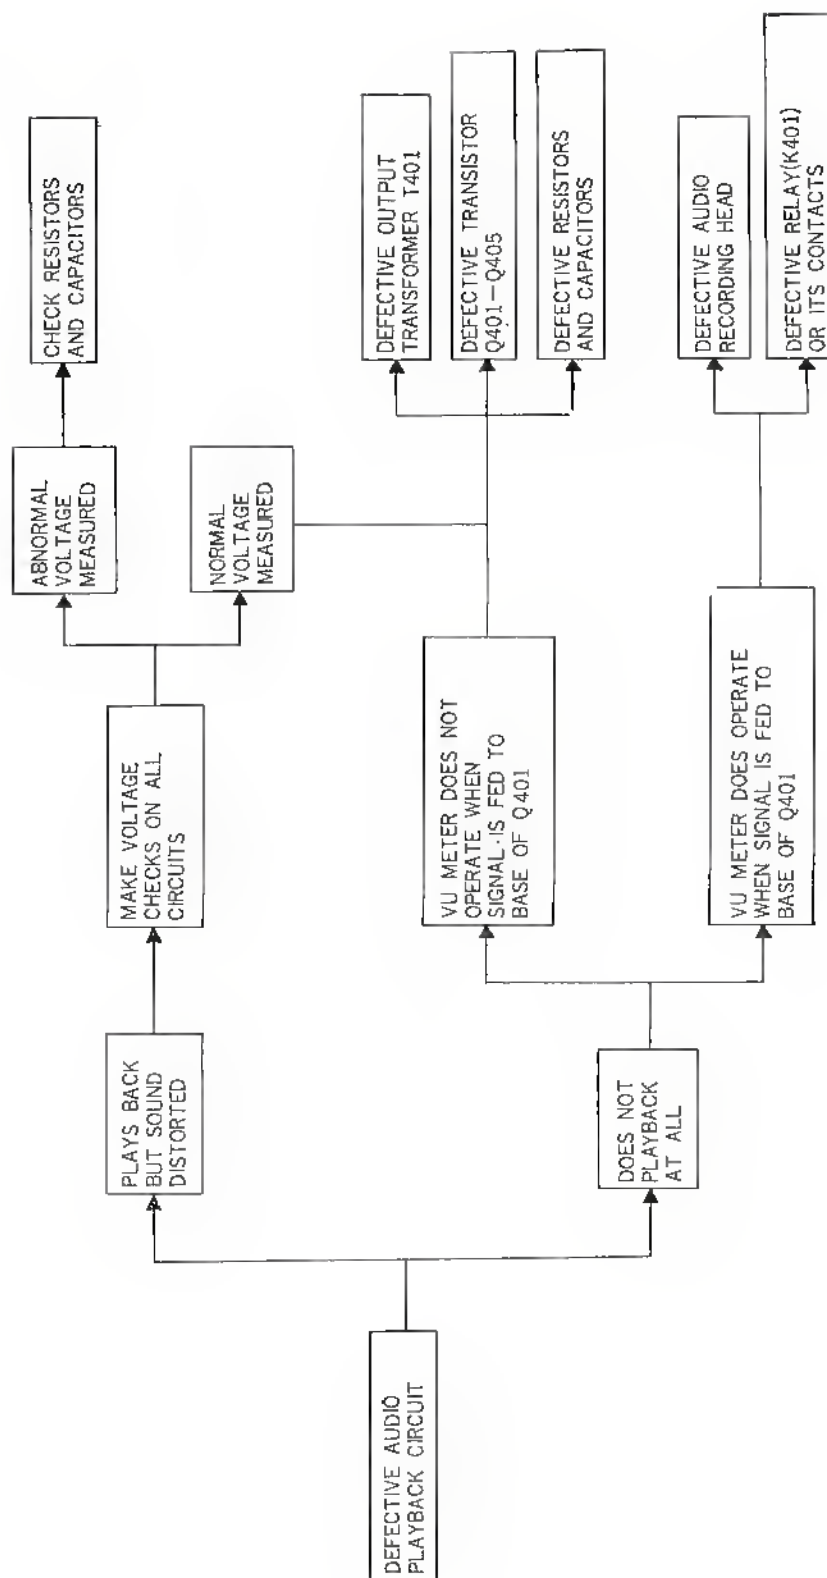 DEFECTIVE AUDIO
PLAYBACK CIRCUIT
PLAYS BACK
BUT SOUND
DISTORTED
MAKE VOLTAGE
CHECKS ON ALL
CIRCUITS
ABNORMAL
VOLTAGE
MEASURED
CHECK RESISTORS
AND CAPACITORS
NORMAL
VOLTAGE
MEASURED
DOES NOT
PLAYBACK
AT ALL
VU METER DOES NOT
OPERATE WHEN
SIGNAL IS FED TO
BASE OF Q401
DEFECTIVE OUTPUT
TRANSFORMER T401
DEFECTIVE TRANSISTOR
Q401-Q405
DEFECTIVE RESISTORS
AND CAPACITORS
VU METER DOES OPERATE
WHEN SIGNAL IS FED TO
BASE OF Q401
DEFECTIVE AUDIO
RECORDING HEAD
DEFECTIVE RELAY(K401)
OR ITS CONTACTS